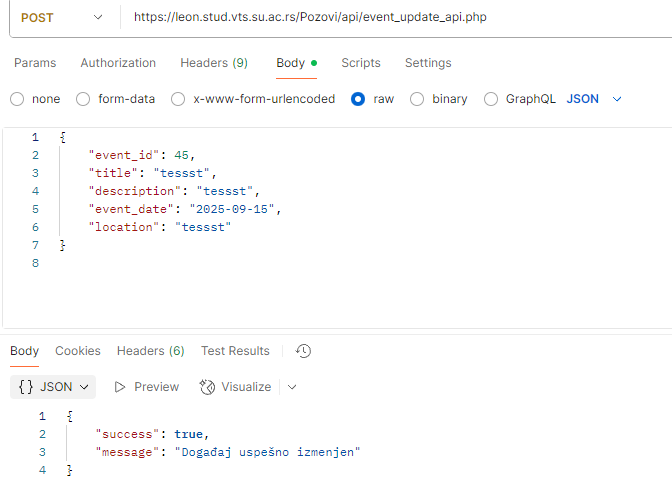 POST https://leon.stud.vts.su.ac.rs/Pozovi/api/event_update_api.php
Params Authorization Headers (9) Body Scripts Settings
none form-data x-www-form-urlencoded raw binary GraphQL JSON
1 {
2 "event_id": 45,
3 "title": "tessst",
4 "description": "tessst",
5 "event_date": "2025-09-15",
6 "location": "tessst"
7 }
8
Body Cookies Headers (6) Test Results
{} JSON Preview Visualize
1 {
2 "success": true,
3 "message": "Događaj uspešno izmenjen"
4 }